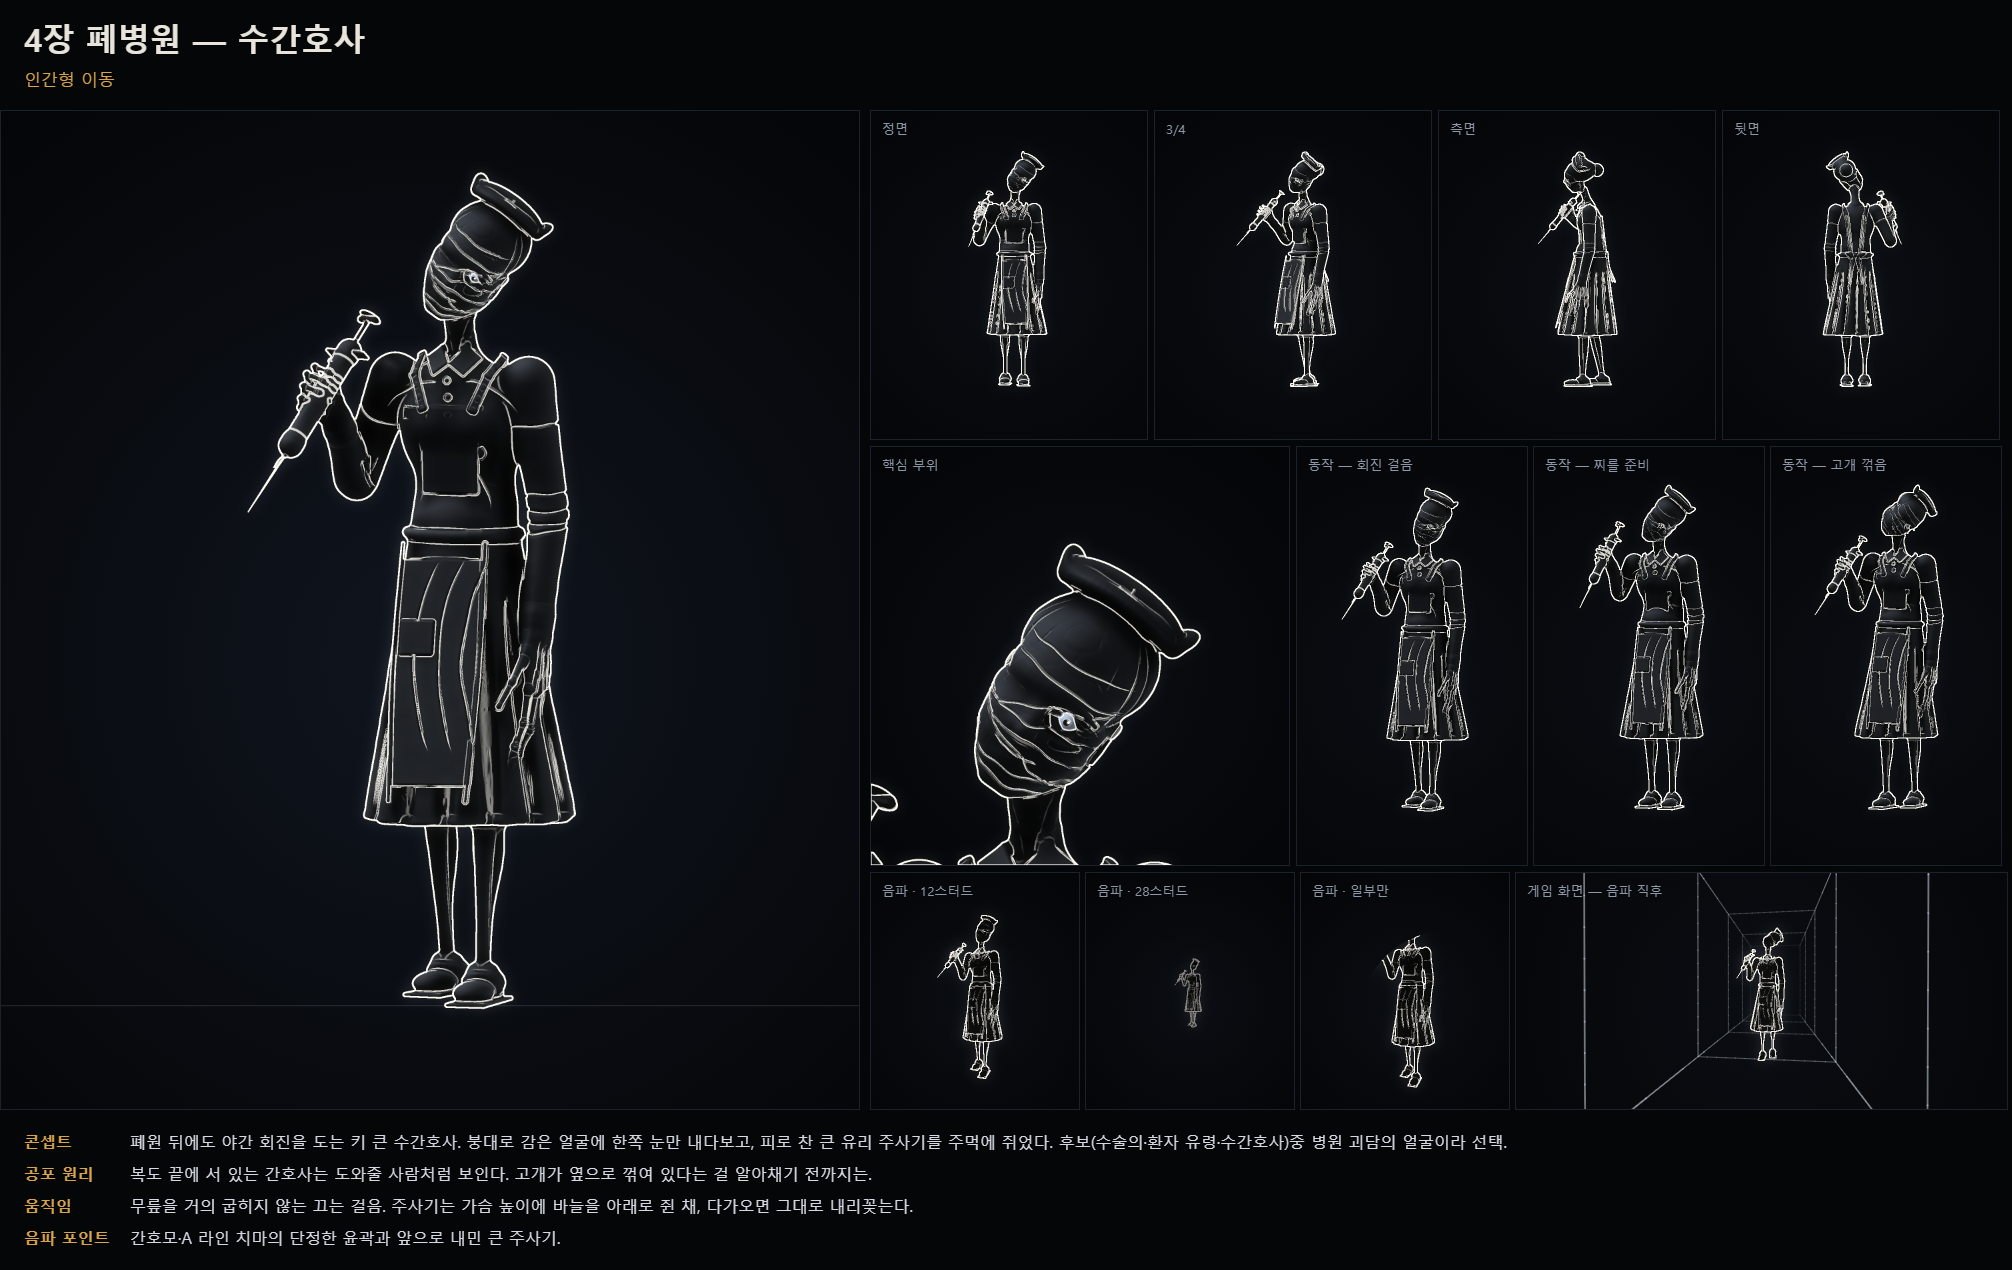 4장 폐병원 — 수간호사
인간형 이동
정면
3/4
측면
뒷면
핵심 부위
동작 — 회진 걸음
동작 — 찌를 준비
동작 — 고개 꺾음
음파 · 12스터드
음파 · 28스터드
음파 · 일부만
게임 화면 — 음파 직후
콘셉트 폐원 뒤에도 야간 회진을 도는 키 큰 수간호사. 붕대로 감은 얼굴에 한쪽 눈만 내다보고, 피로 찬 큰 유리 주사기를 주먹에 쥐었다. 후보(수술의·환자 유령·수간호사)중 병원 괴담의 얼굴이라 선택.
공포 원리 복도 끝에 서 있는 간호사는 도와줄 사람처럼 보인다. 고개가 옆으로 꺾여 있다는 걸 알아채기 전까지는.
움직임 무릎을 거의 굽히지 않는 끄는 걸음. 주사기는 가슴 높이에 바늘을 아래로 쥔 채, 다가오면 그대로 내리꽂는다.
음파 포인트 간호모·A 라인 치마의 단정한 윤곽과 앞으로 내민 큰 주사기.